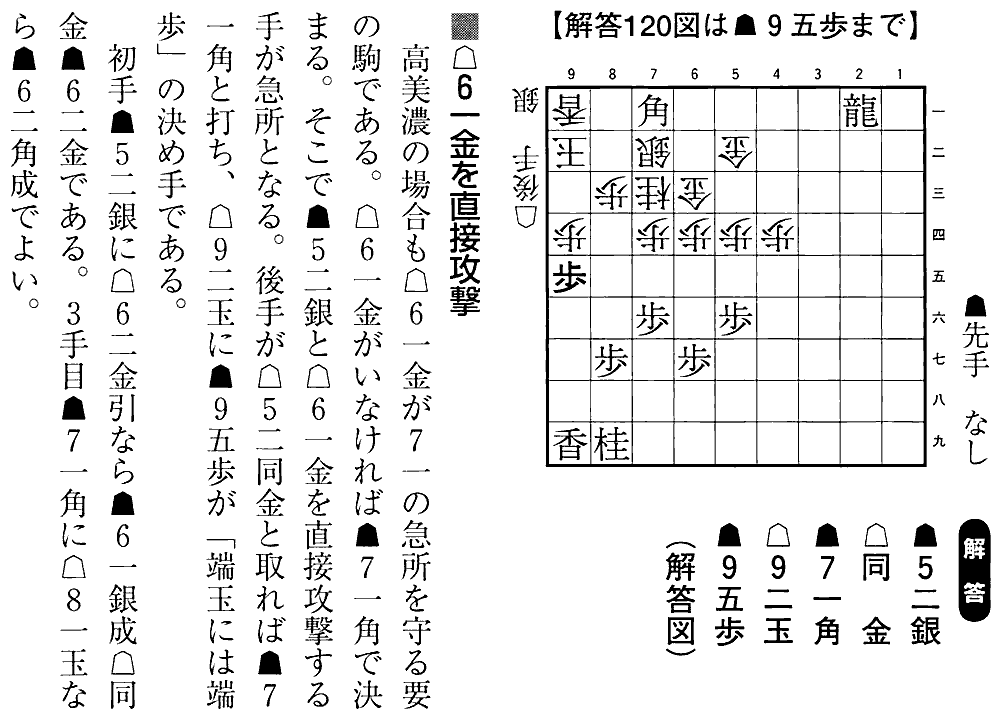 【解答120図は☗９五歩まで】
9 8 7 6 5 4 3 2 1
香 角 龍 一
王 銀 金 二
歩 桂 金 三
歩 歩 歩 歩 歩 四
歩 五
歩 歩 六
歩 歩 七
八
香 桂 九
☗先手 なし
☖後手 銀
解答
☗５二銀
☖同 金
☗７一角
☖９二玉
☗９五歩
（解答図）
■☖６一金を直接攻撃
高美濃の場合も☖６一金が７一の急所を守る要
の駒である。☖６一金がいなければ☗７一角で決
まる。そこで☗５二銀と☖６一金を直接攻撃する
手が急所となる。後手が☖５二同金と取れば☗７
一角と打ち、☖９二玉に☗９五歩が「端玉には端
歩」の決め手である。
初手☗５二銀に☖６二金引なら☗６一銀成☖同
金☗６二金である。３手目☗７一角に☖８一玉な
ら☗６二角成でよい。